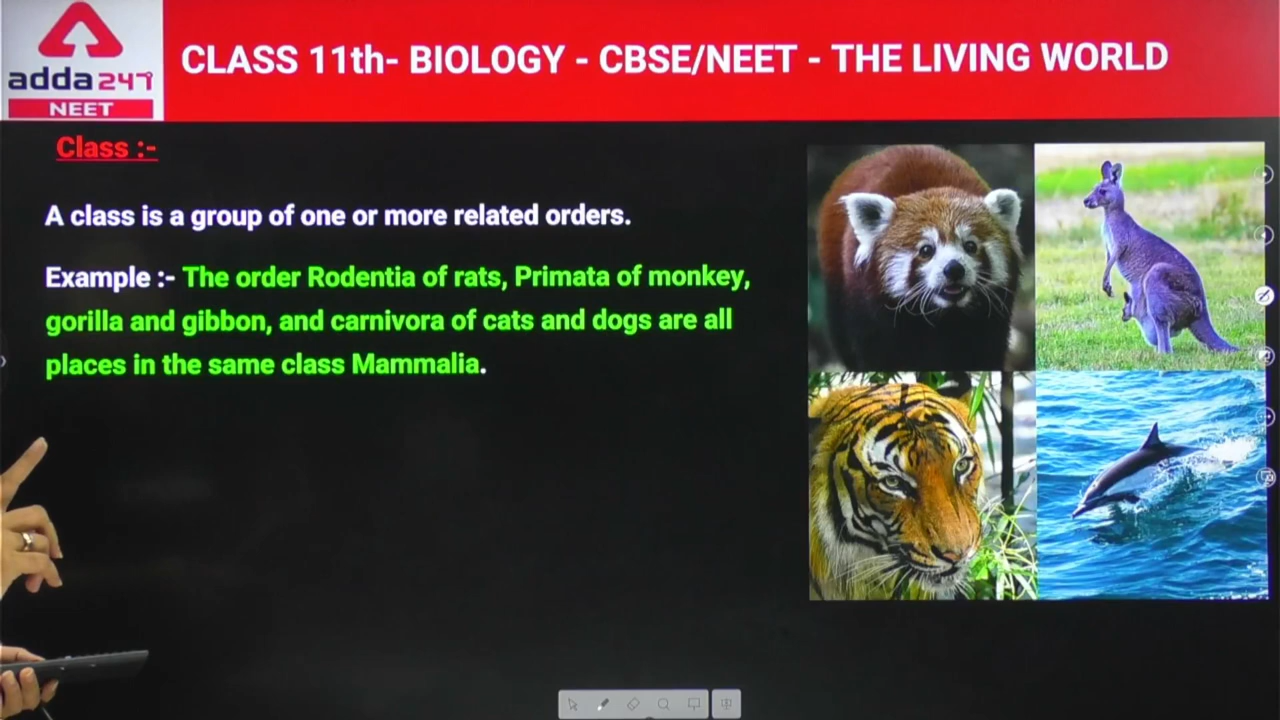 adda247
NEET
CLASS 11th- BIOLOGY - CBSE/NEET - THE LIVING WORLD
Class :-
A class is a group of one or more related orders.
Example :- The order Rodentia of rats, Primata of monkey,
gorilla and gibbon, and carnivora of cats and dogs are all
places in the same class Mammalia.